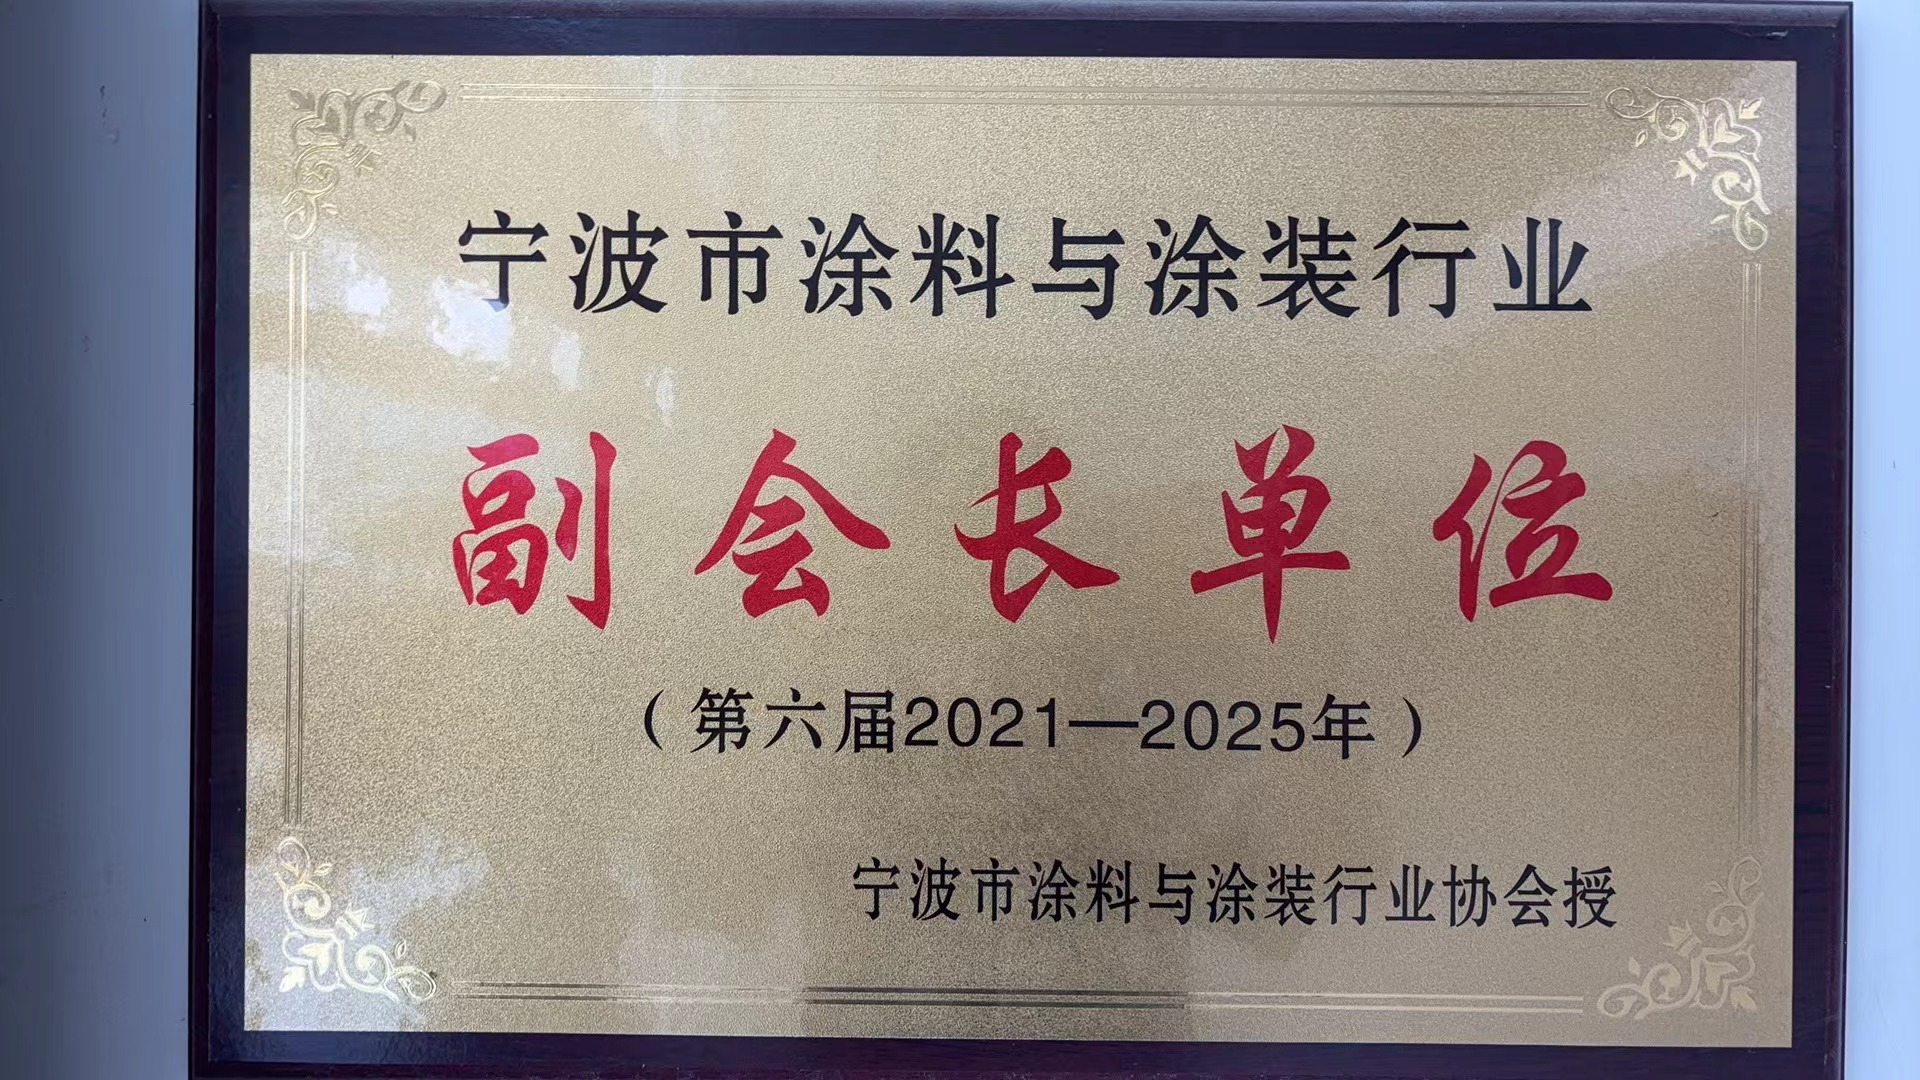 宁波市涂料与涂装行业
副会长单位
（第六届2021—2025年）
宁波市涂料与涂装行业协会授